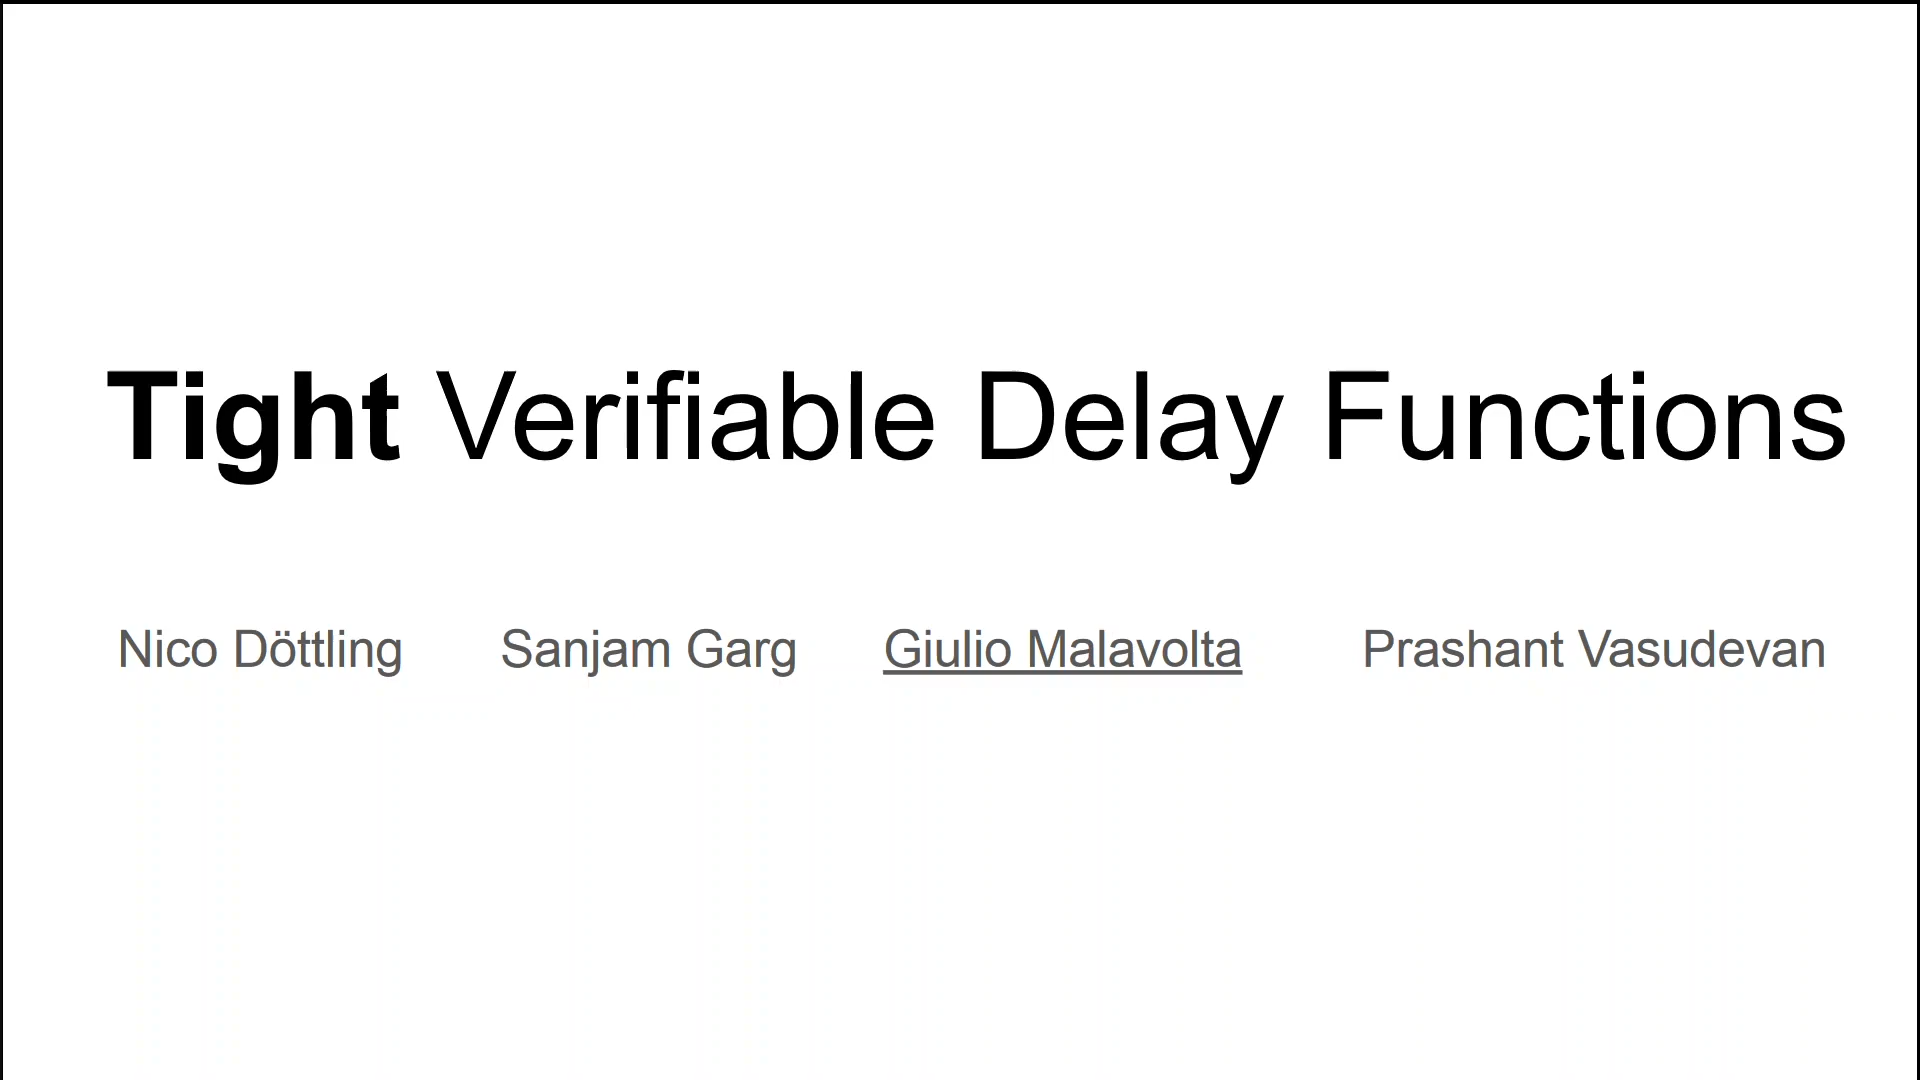 Tight Verifiable Delay Functions
Nico Döttling Sanjam Garg Giulio Malavolta Prashant Vasudevan